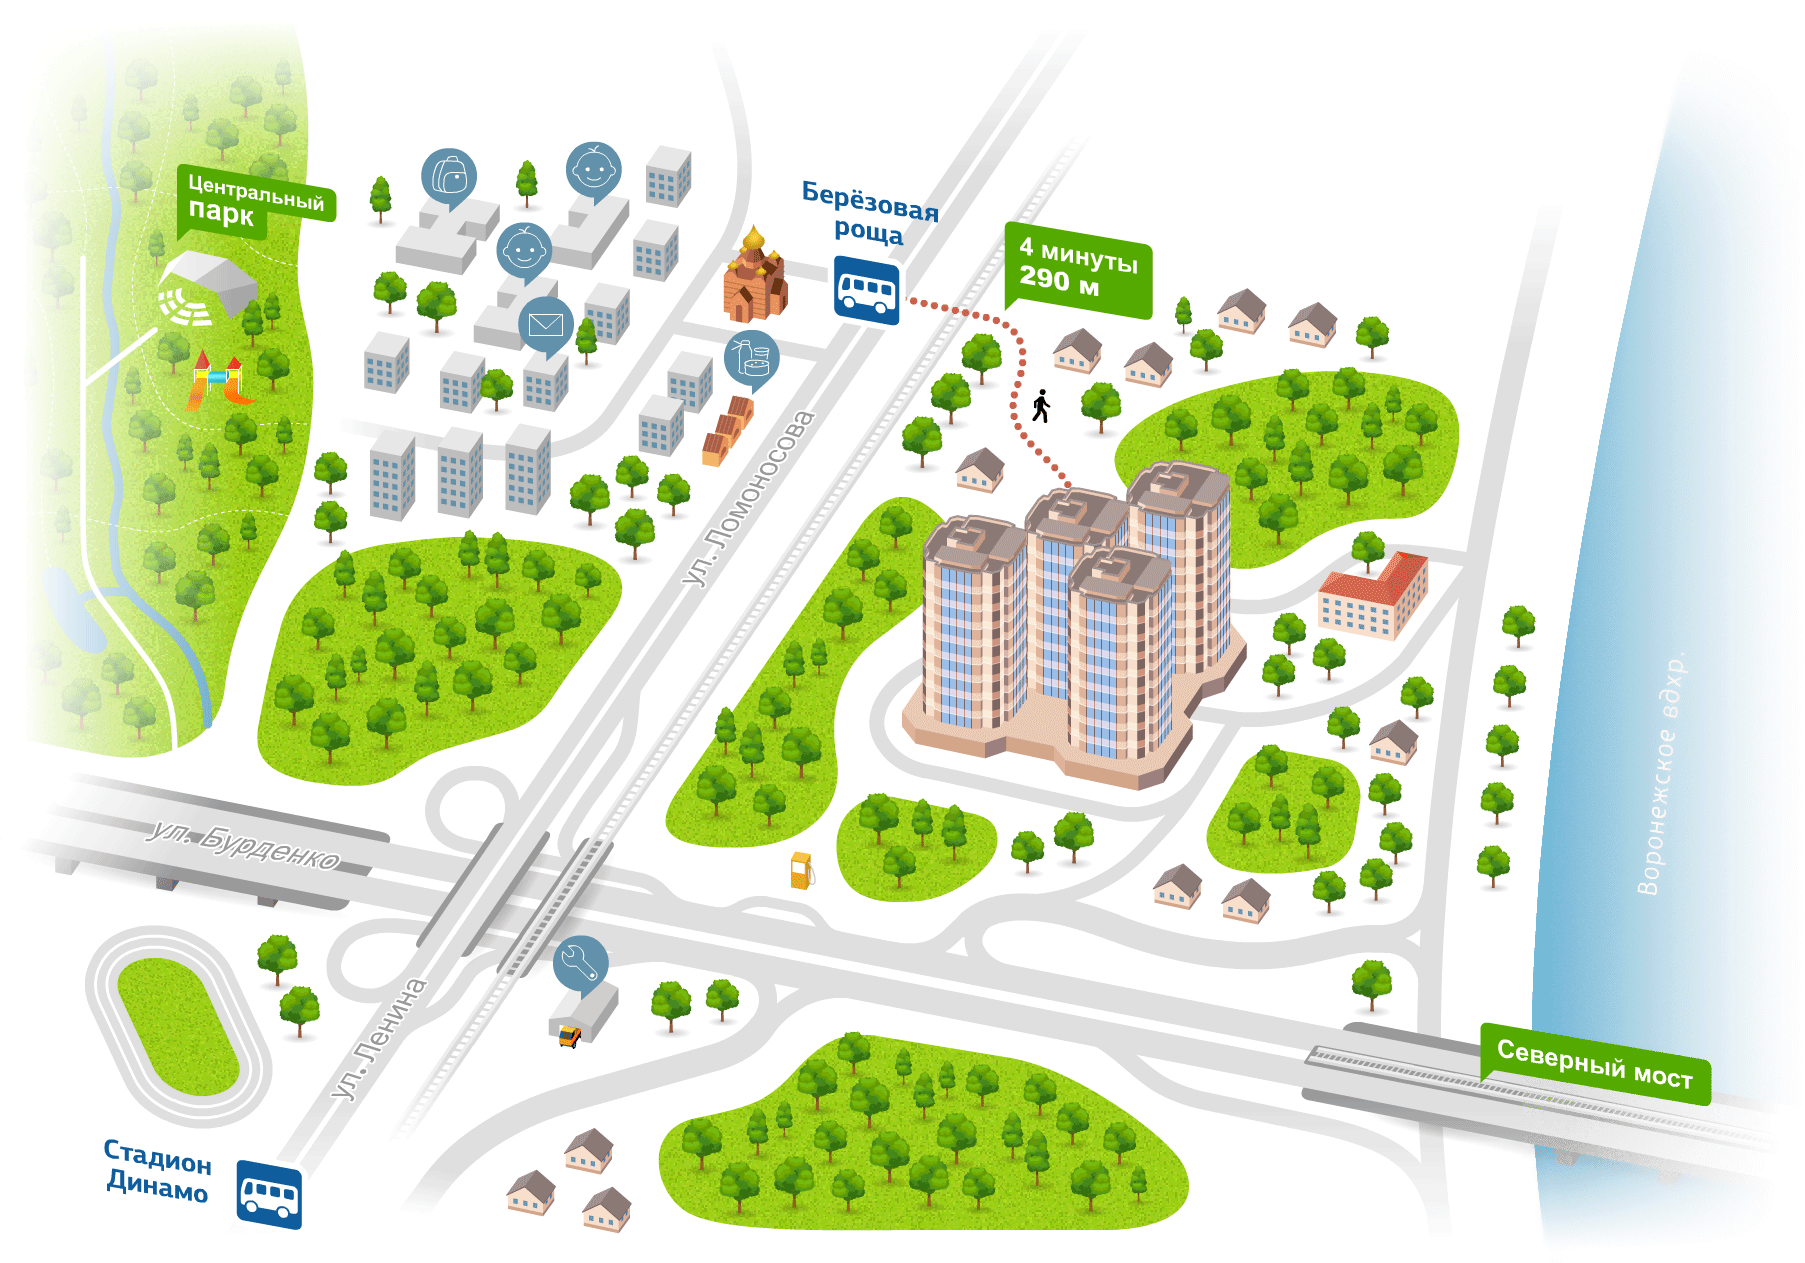 Центральный
парк
Берёзовая
роща
4 минуты
290 м
ул. Ломоносова
Воронежское вдхр.
ул. Бурденко
ул. Ленина
Северный мост
Стадион
Динамо